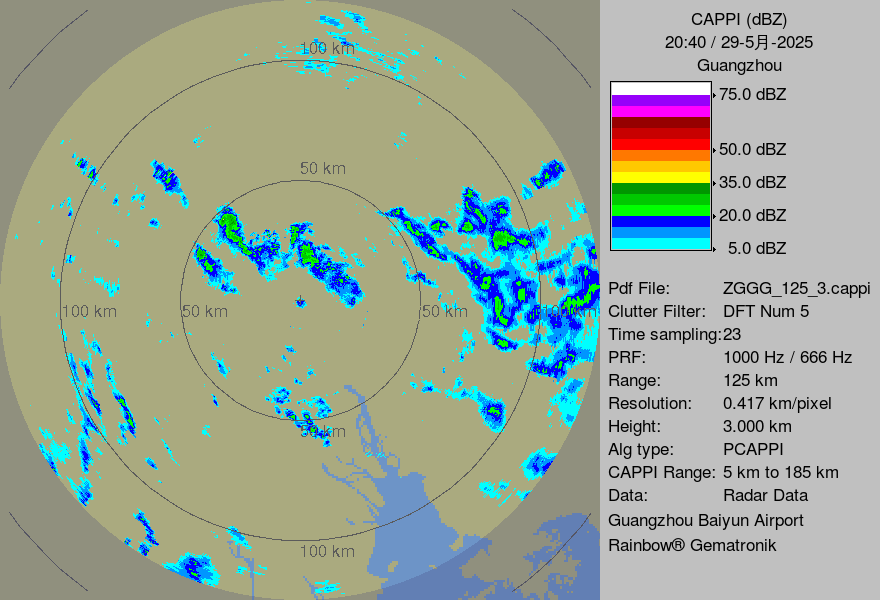 CAPPI (dBZ)
20:40 / 29-5月-2025
Guangzhou
75.0 dBZ
50.0 dBZ
35.0 dBZ
20.0 dBZ
5.0 dBZ
Pdf File: ZGGG_125_3.cappi
Clutter Filter: DFT Num 5
Time sampling:23
PRF: 1000 Hz / 666 Hz
Range: 125 km
Resolution: 0.417 km/pixel
Height: 3.000 km
Alg type: PCAPPI
CAPPI Range: 5 km to 185 km
Data: Radar Data
Guangzhou Baiyun Airport
Rainbow® Gematronik
100 km
50 km
100 km
50 km
50 km
100 km
50 km
100 km